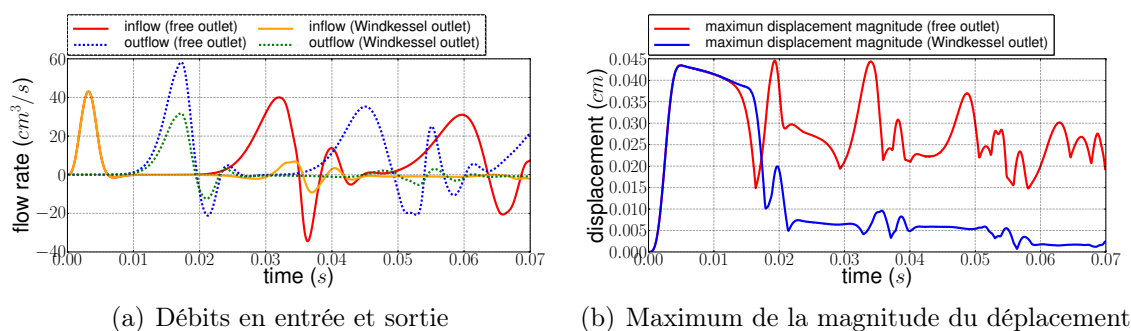 inflow (free outlet)
outflow (free outlet)
inflow (Windkessel outlet)
outflow (Windkessel outlet)
60
40
20
0
−20
−40
flow rate (cm³/s)
0.00 0.01 0.02 0.03 0.04 0.05 0.06 0.07
time (s)
(a) Débits en entrée et sortie
maximun displacement magnitude (free outlet)
maximun displacement magnitude (Windkessel outlet)
0.045
0.040
0.035
0.030
0.025
0.020
0.015
0.010
0.005
0.000
displacement (cm)
0.00 0.01 0.02 0.03 0.04 0.05 0.06 0.07
time (s)
(b) Maximum de la magnitude du déplacement